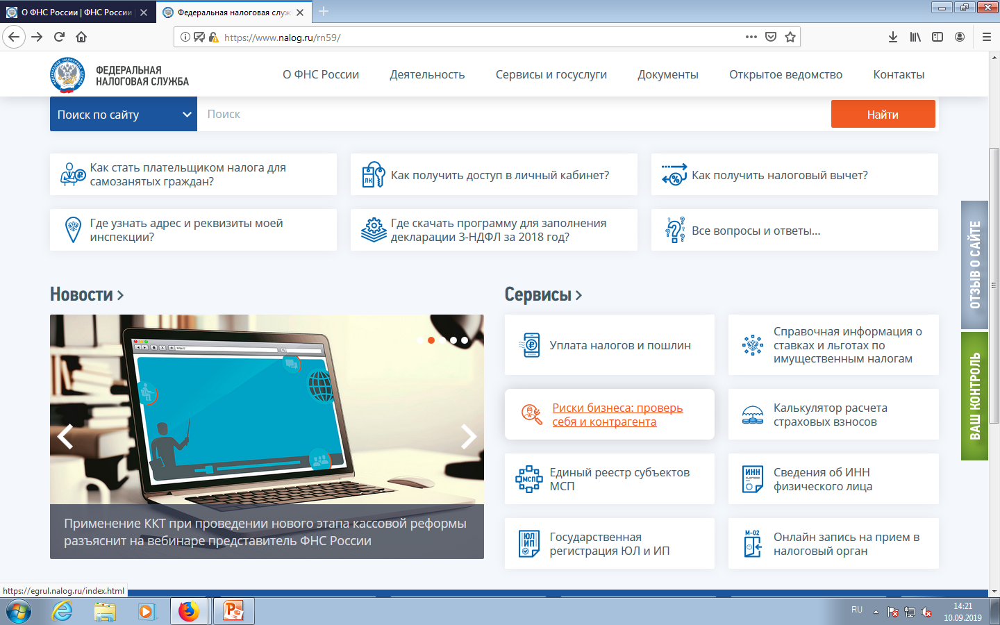 О ФНС России | ФНС России
Федеральная налоговая служ
https://www.nalog.ru/rn59/
ФЕДЕРАЛЬНАЯ
НАЛОГОВАЯ СЛУЖБА
О ФНС России
Деятельность
Сервисы и госуслуги
Документы
Открытое ведомство
Контакты
Поиск по сайту
Поиск
Найти
Как стать плательщиком налога для
самозанятых граждан?
ЛК
Как получить доступ в личный кабинет?
Как получить налоговый вычет?
Где узнать адрес и реквизиты моей
инспекции?
Где скачать программу для заполнения
декларации 3-НДФЛ за 2018 год?
Все вопросы и ответы...
ОТЗЫВ О САЙТЕ
ВАШ КОНТРОЛЬ
Новости
Применение ККТ при проведении нового этапа кассовой реформы
разъяснит на вебинаре представитель ФНС России
Сервисы
Уплата налогов и пошлин
Справочная информация о
ставках и льготах по
имущественным налогам
Риски бизнеса: проверь
себя и контрагента
Калькулятор расчета
страховых взносов
МСП
Единый реестр субъектов
МСП
ИНН
Сведения об ИНН
физического лица
ЮЛ
ИП
Государственная
регистрация ЮЛ и ИП
М-02
Онлайн запись на прием в
налоговый орган
https://egrul.nalog.ru/index.html
RU
14:21
10.09.2019